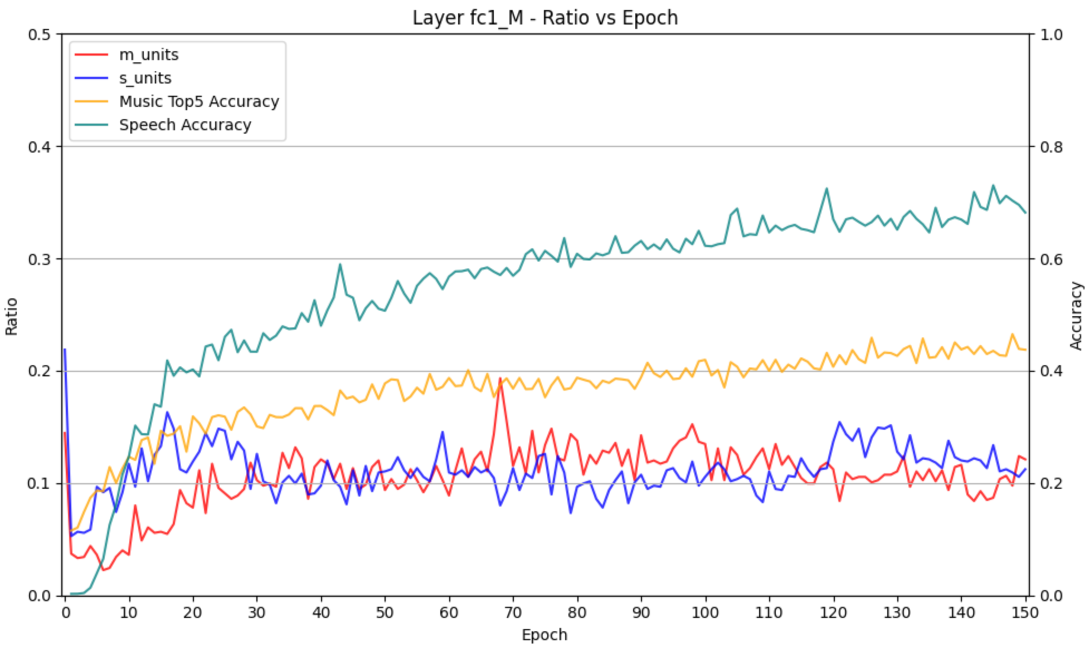 Layer fc1_M - Ratio vs Epoch
m_units
s_units
Music Top5 Accuracy
Speech Accuracy
Ratio
0.5
0.4
0.3
0.2
0.1
0.0
1.0
0.8
0.6
0.4
0.2
0.0
Accuracy
0 10 20 30 40 50 60 70 80 90 100 110 120 130 140 150
Epoch